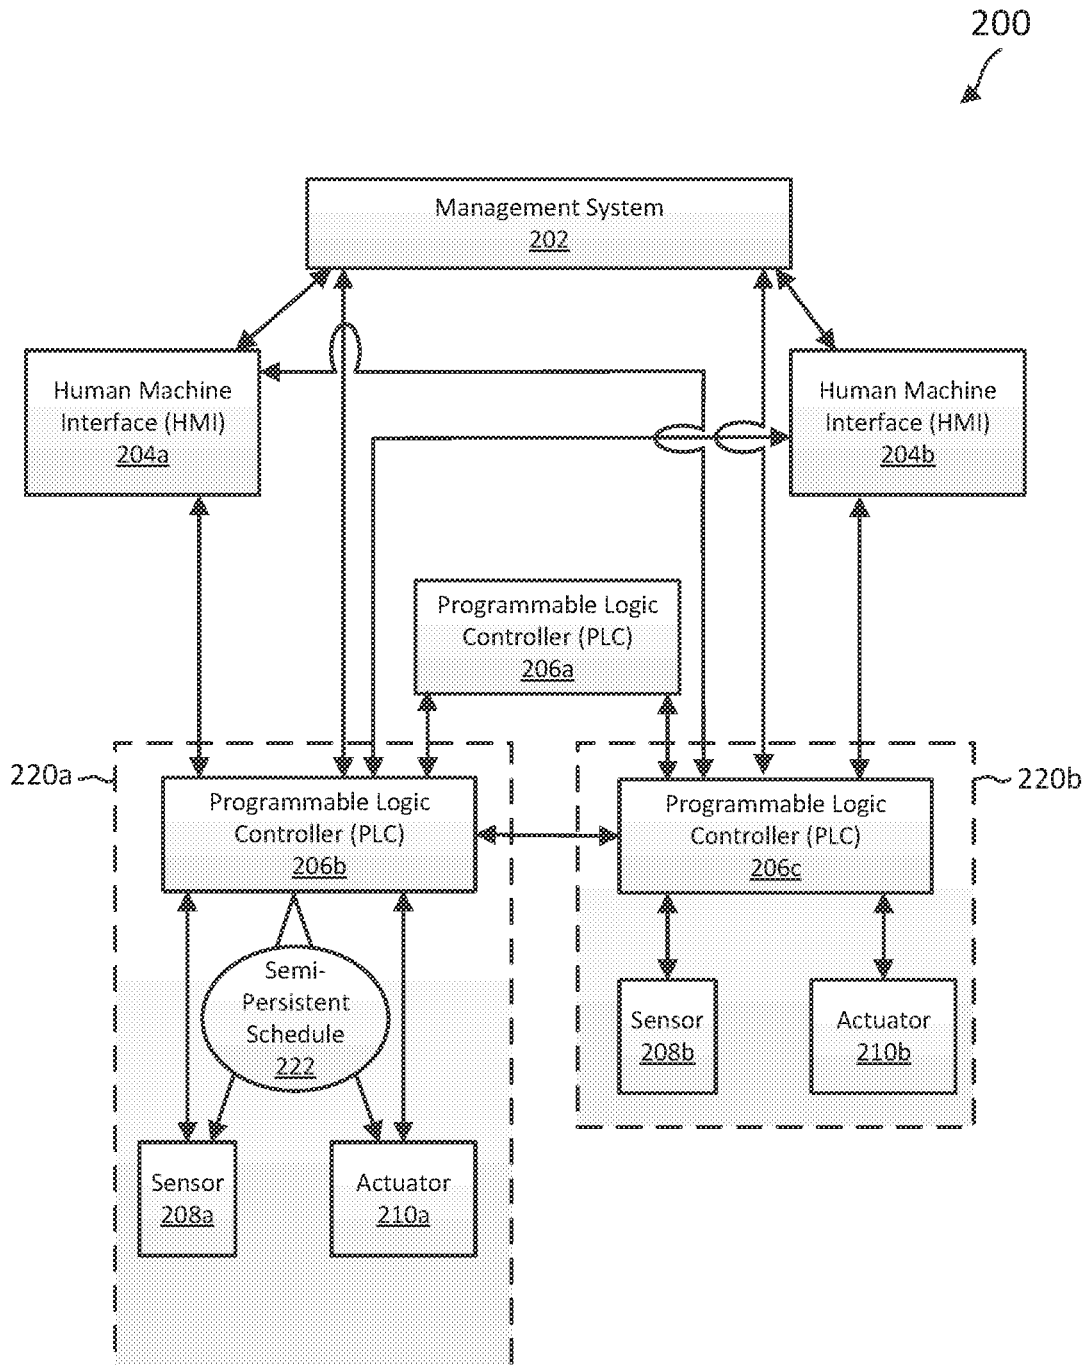 200
Management System
202
Human Machine
Interface (HMI)
204a
Human Machine
Interface (HMI)
204b
Programmable Logic
Controller (PLC)
206a
220a
220b
Programmable Logic
Controller (PLC)
206b
Programmable Logic
Controller (PLC)
206c
Semi-
Persistent
Schedule
222
Sensor
208b
Actuator
210b
Sensor
208a
Actuator
210a